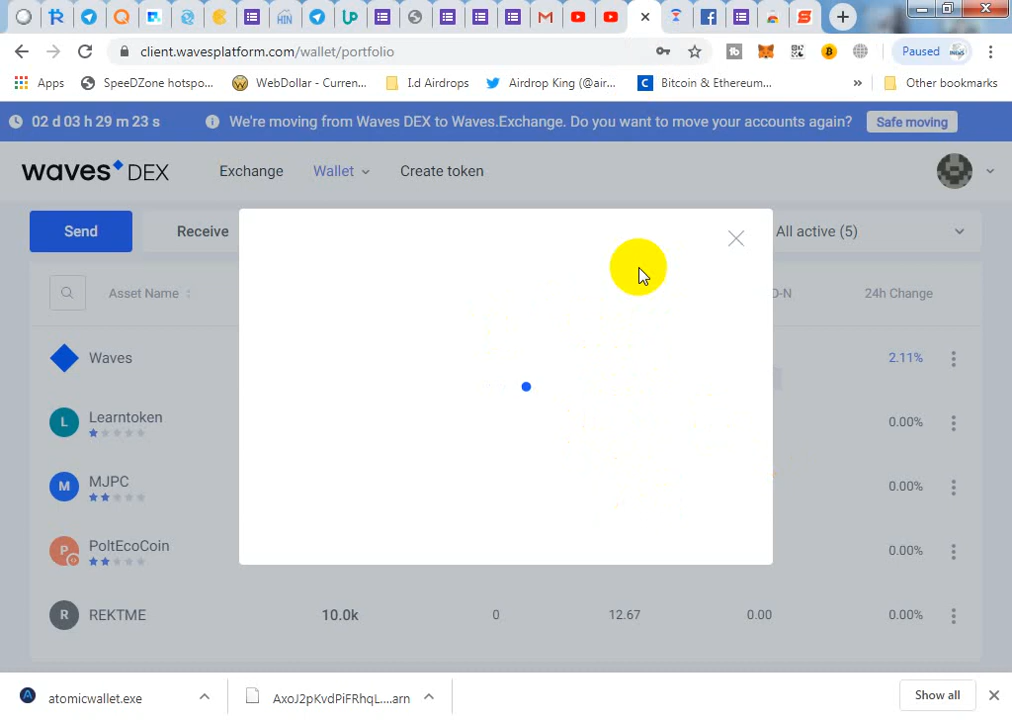 client.wavesplatform.com/wallet/portfolio
Paused
Apps
SpeeDZone hotspo...
WebDollar - Curren...
I.d Airdrops
Airdrop King (@air...
Bitcoin & Ethereum...
»
Other bookmarks
02 d 03 h 29 m 23 s
We're moving from Waves DEX to Waves.Exchange. Do you want to move your accounts again?
Safe moving
waves DEX
Exchange
Wallet
Create token
Send
Receive
All active (5)
Asset Name
D-N
24h Change
Waves
2.11%
L
Learntoken
0.00%
M
MJPC
0.00%
P
PoltEcoCoin
0.00%
R
REKTME
10.0k
0
12.67
0.00
0.00%
atomicwallet.exe
AxoJ2pKvdPiFRhqL....arn
Show all